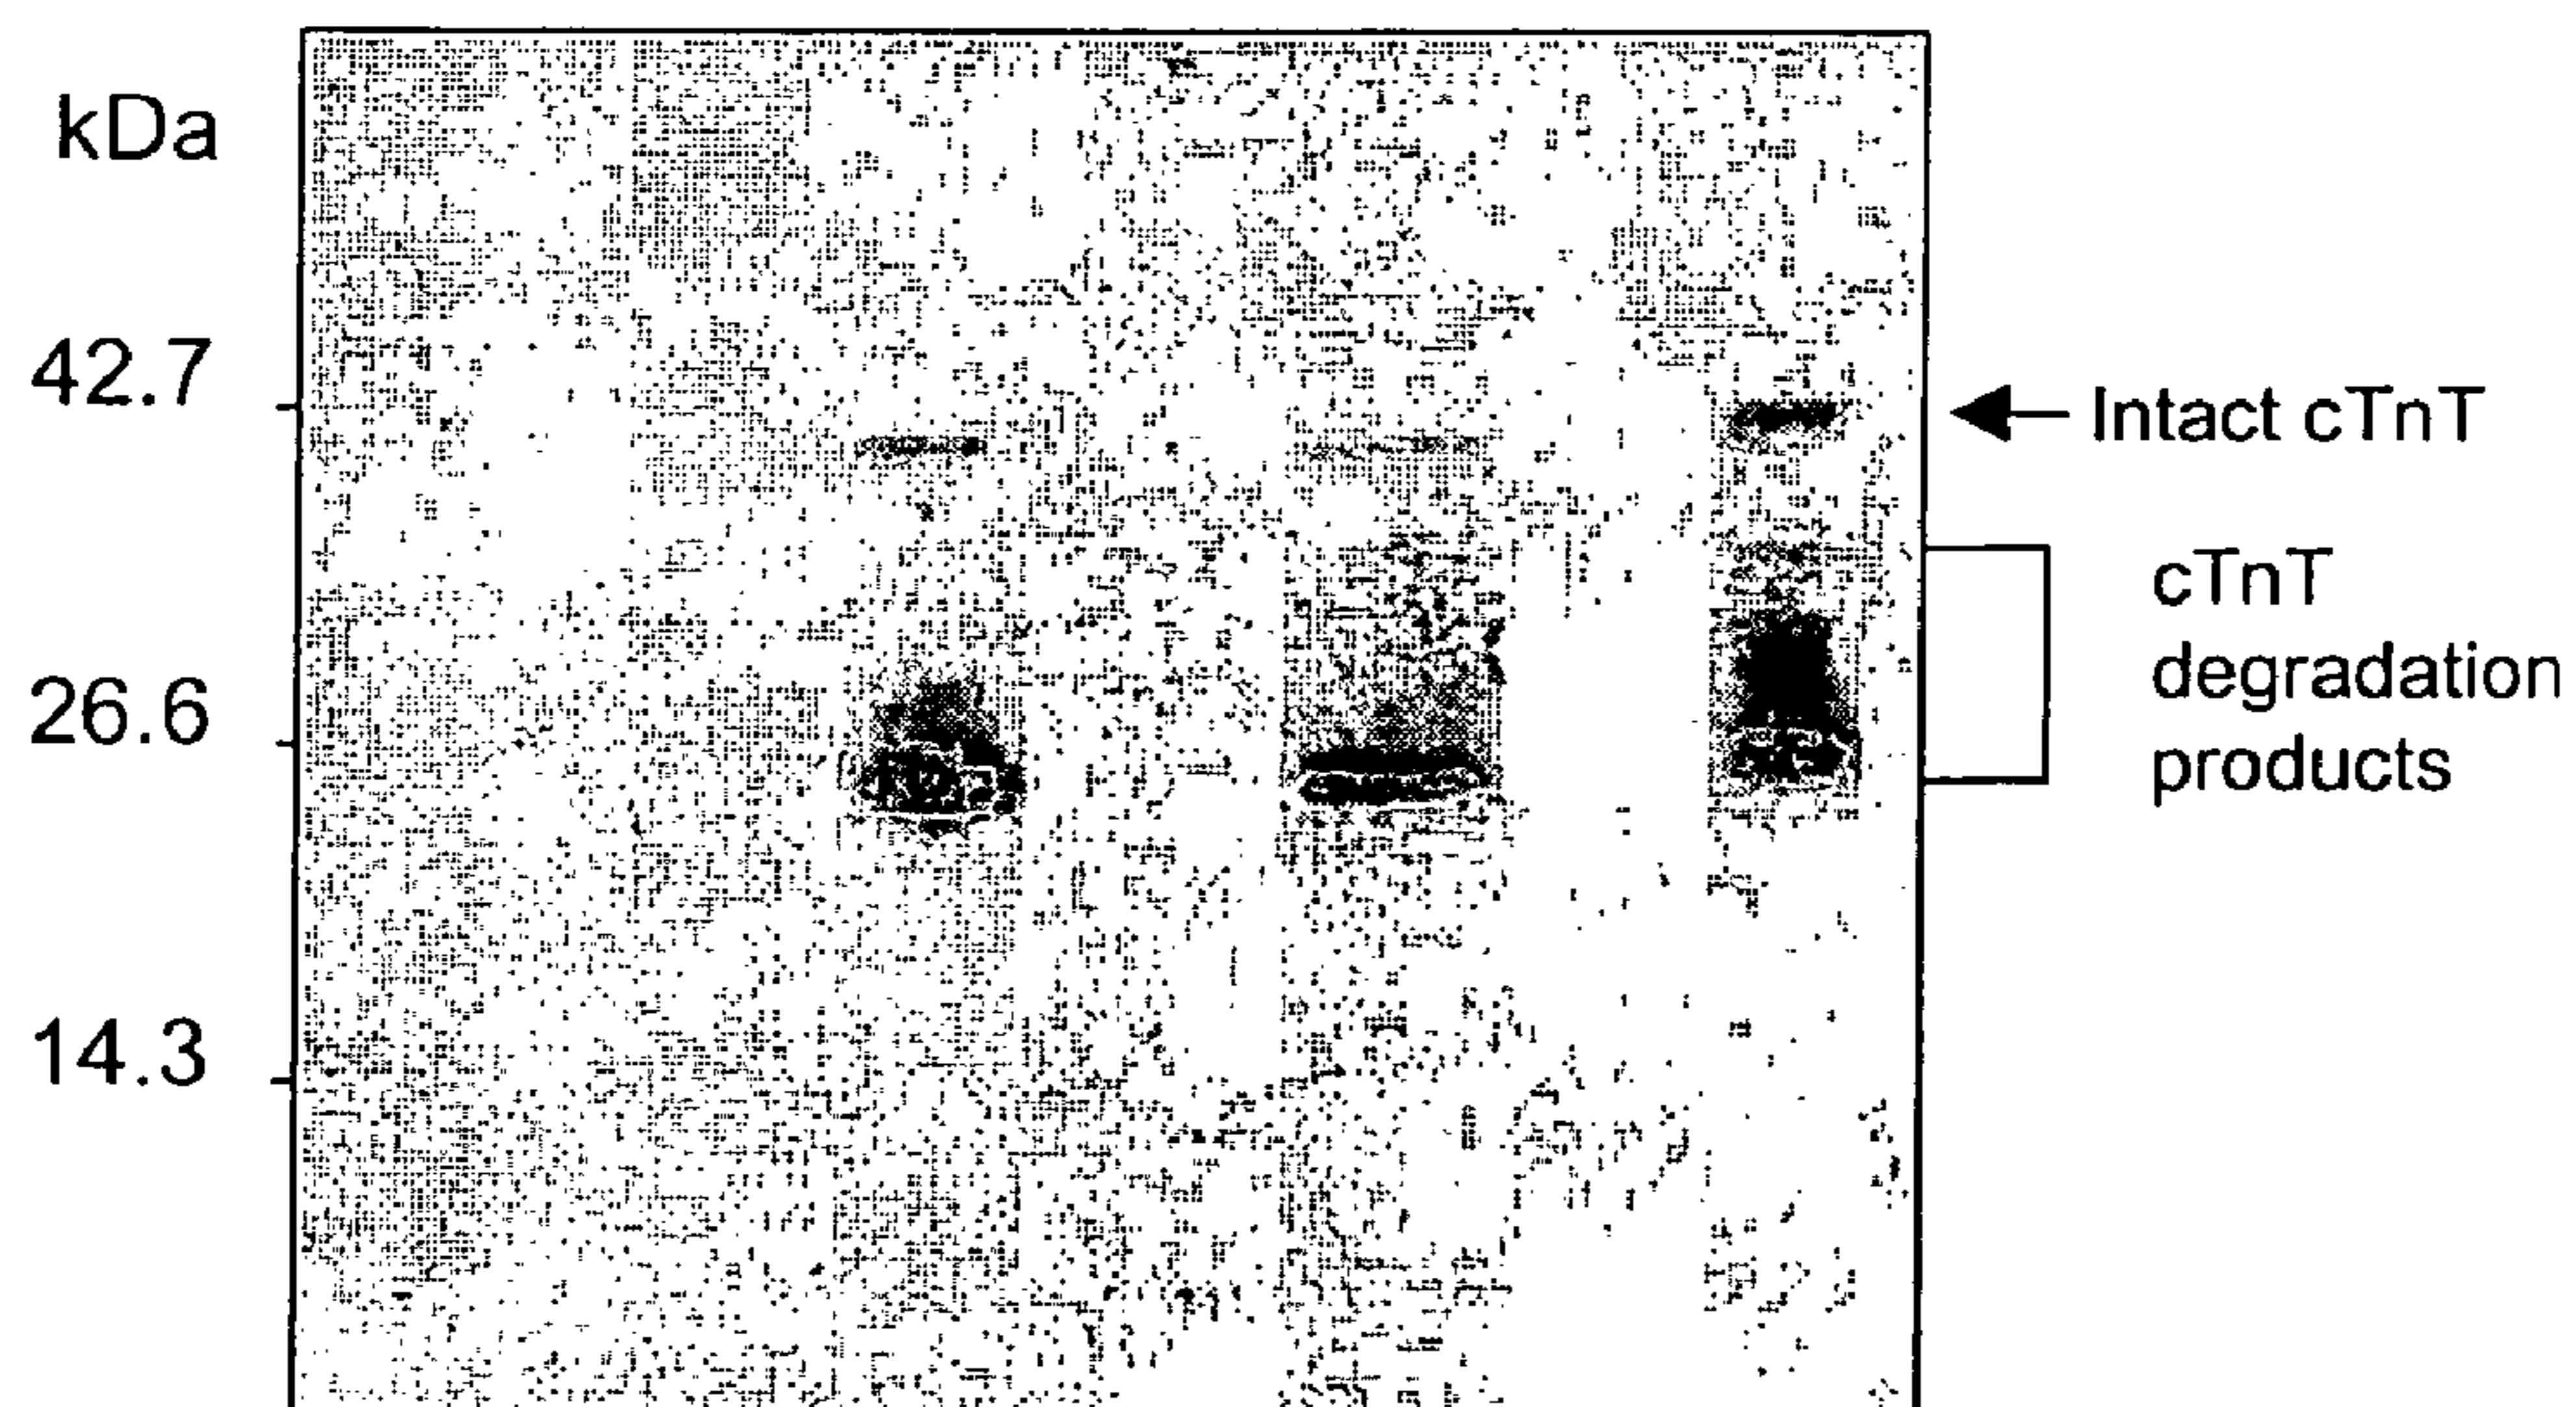 kDa
42.7
Intact cTnT
cTnT
degradation
products
26.6
14.3